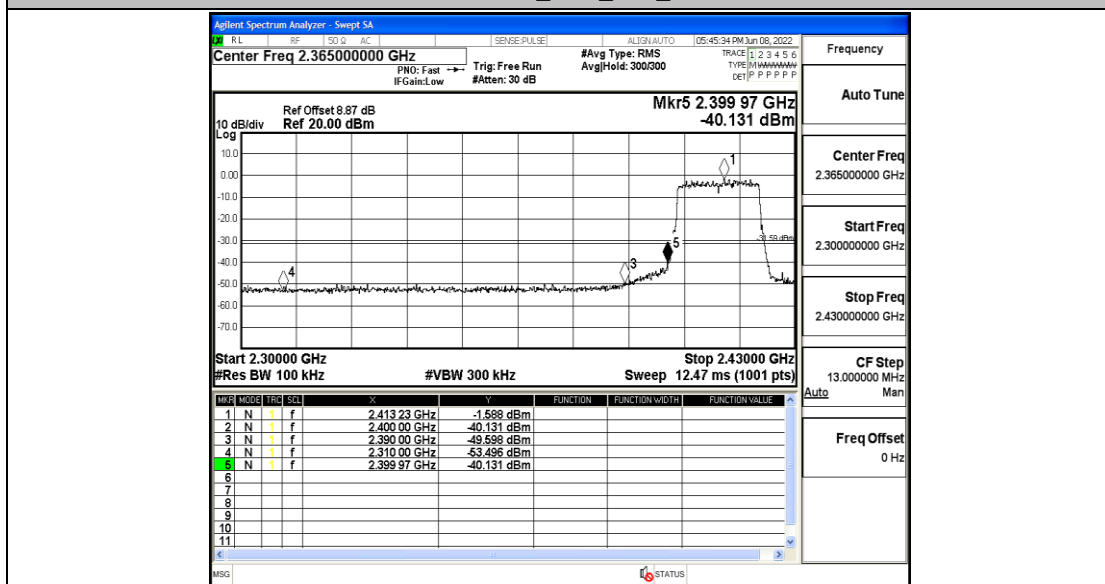 Agilent Spectrum Analyzer - Swept SA
RL RF 50 Ω AC SENSE:PULSE ALIGN AUTO 05:45:34 PM Jun 08, 2022
Center Freq 2.365000000 GHz
PNO: Fast
IFGain:Low
Trig: Free Run
#Atten: 30 dB
#Avg Type: RMS
Avg|Hold: 300/300
TRACE 1 2 3 4 5 6
TYPE M WWWWW
DET P P P P P P
Ref Offset 8.87 dB
10 dB/div Ref 20.00 dBm
Log
Mkr5 2.399 97 GHz
-40.131 dBm
10.0
0.00
-10.0
-20.0
-30.0
-40.0
-50.0
-60.0
-70.0
1
-31.59 dBm
5
3
4
Start 2.30000 GHz Stop 2.43000 GHz
#Res BW 100 kHz #VBW 300 kHz Sweep 12.47 ms (1001 pts)
MKR MODE TRC SCL X Y FUNCTION FUNCTION WIDTH FUNCTION VALUE
1 N 1 f 2.413 23 GHz -1.588 dBm
2 N 1 f 2.400 00 GHz -40.131 dBm
3 N 1 f 2.390 00 GHz -49.598 dBm
4 N 1 f 2.310 00 GHz -53.496 dBm
5 N 1 f 2.399 97 GHz -40.131 dBm
6
7
8
9
10
11
MSG STATUS
Frequency
Auto Tune
Center Freq
2.365000000 GHz
Start Freq
2.300000000 GHz
Stop Freq
2.430000000 GHz
CF Step
13.000000 MHz
Auto Man
Freq Offset
0 Hz